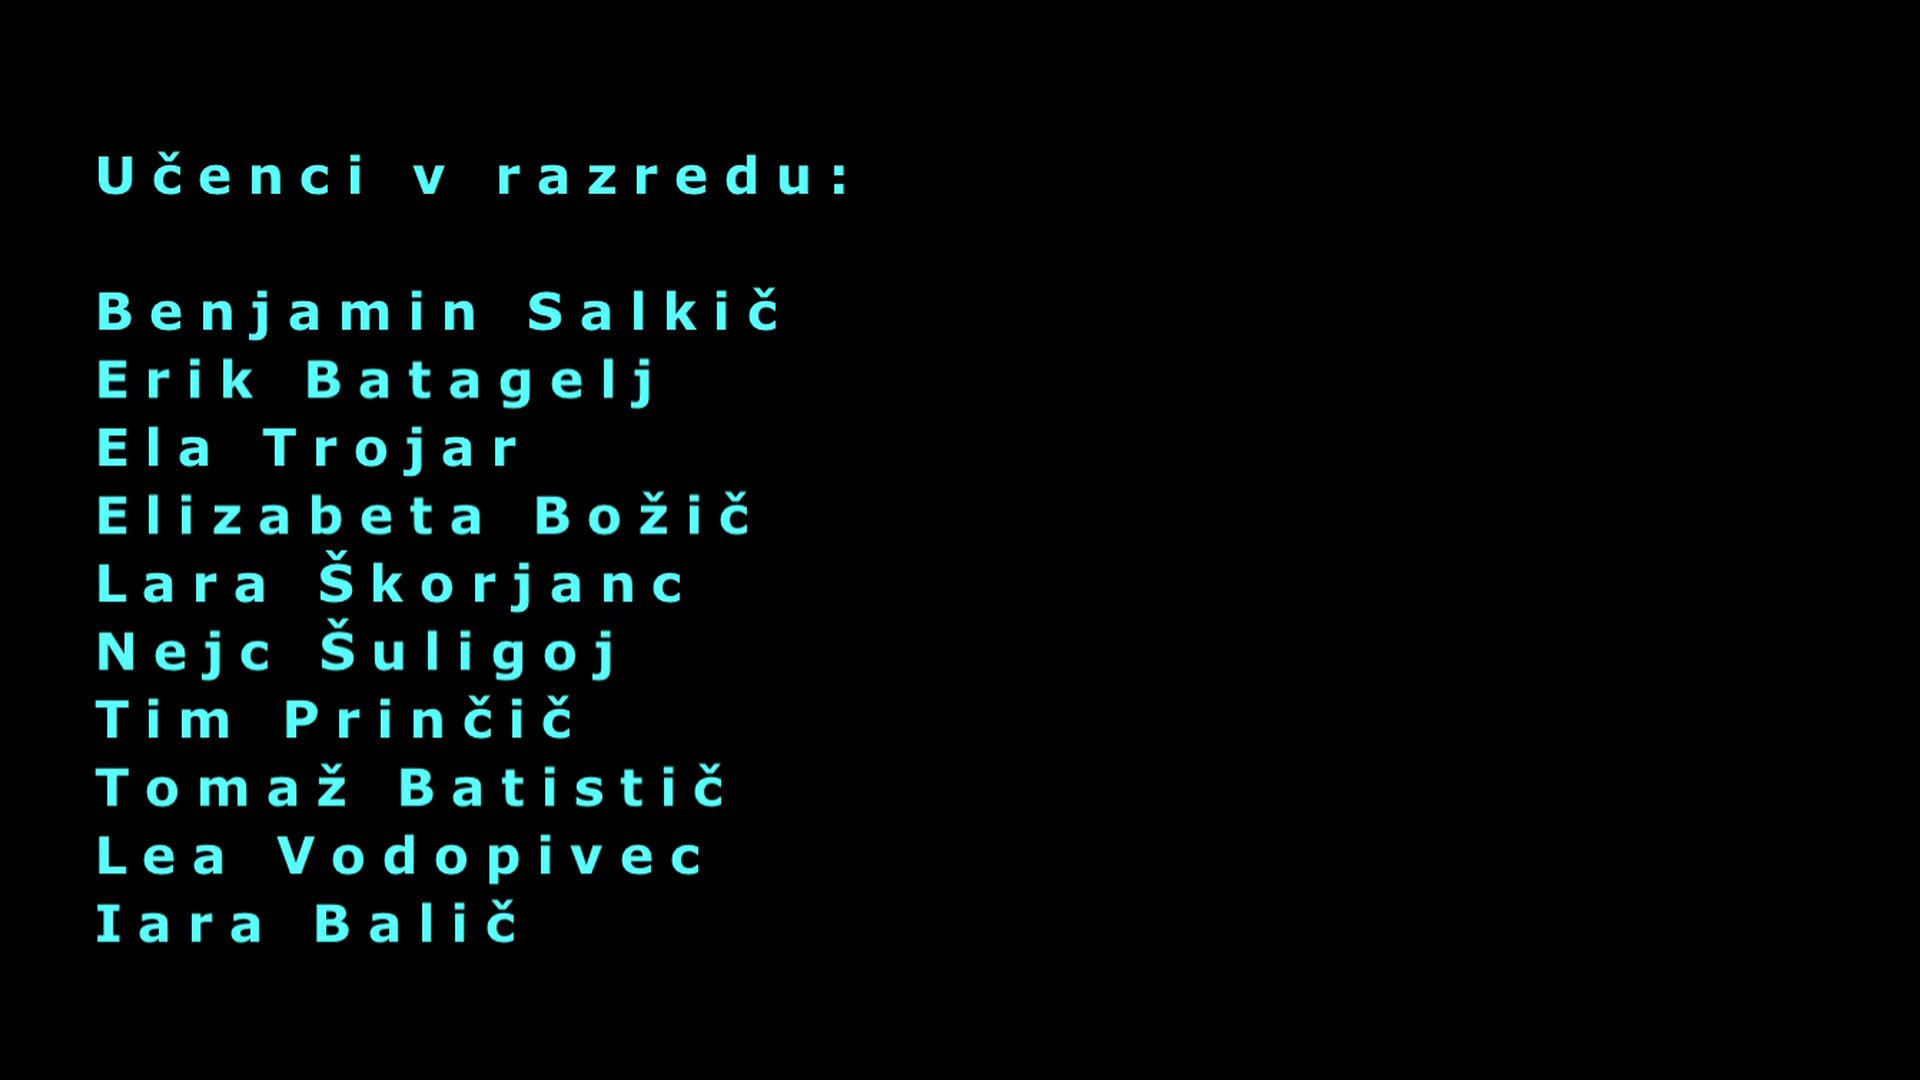 Učenci v razredu:
Benjamin Salkič
Erik Batagelj
Ela Trojar
Elizabeta Božič
Lara Škorjanc
Nejc Šuligoj
Tim Prinčič
Tomaž Batistič
Lea Vodopivec
Iara Balič